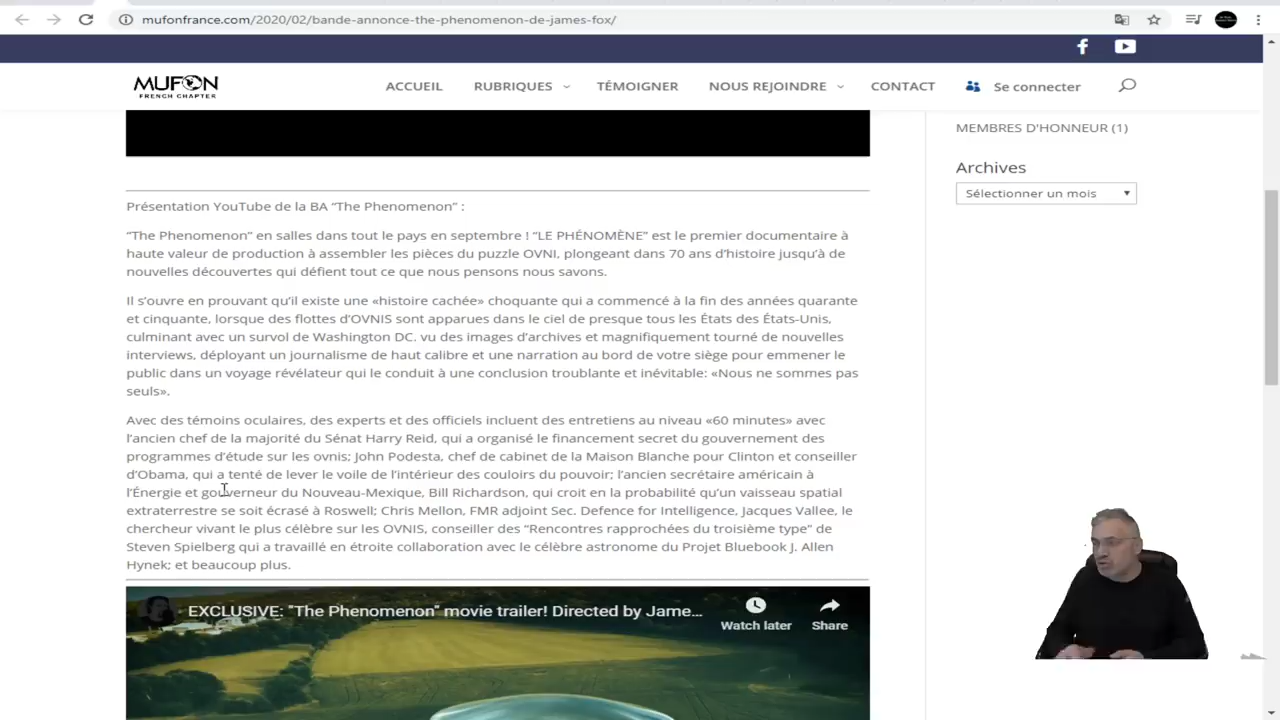 mufonfrance.com/2020/02/bande-annonce-the-phenomenon-de-james-fox/
MUFON
FRENCH CHAPTER
ACCUEIL
RUBRIQUES
TÉMOIGNER
NOUS REJOINDRE
CONTACT
Se connecter
MEMBRES D'HONNEUR (1)
Archives
Sélectionner un mois
Présentation YouTube de la BA “The Phenomenon” :
“The Phenomenon” en salles dans tout le pays en septembre ! “LE PHÉNOMÈNE” est le premier documentaire à
haute valeur de production à assembler les pièces du puzzle OVNI, plongeant dans 70 ans d’histoire jusqu’à de
nouvelles découvertes qui défient tout ce que nous pensons nous savons.
Il s’ouvre en prouvant qu’il existe une «histoire cachée» choquante qui a commencé à la fin des années quarante
et cinquante, lorsque des flottes d’OVNIS sont apparues dans le ciel de presque tous les États des États-Unis,
culminant avec un survol de Washington DC. vu des images d’archives et magnifiquement tourné de nouvelles
interviews, déployant un journalisme de haut calibre et une narration au bord de votre siège pour emmener le
public dans un voyage révélateur qui le conduit à une conclusion troublante et inévitable: «Nous ne sommes pas
seuls».
Avec des témoins oculaires, des experts et des officiels incluent des entretiens au niveau «60 minutes» avec
l’ancien chef de la majorité du Sénat Harry Reid, qui a organisé le financement secret du gouvernement des
programmes d’étude sur les ovnis; John Podesta, chef de cabinet de la Maison Blanche pour Clinton et conseiller
d’Obama, qui a tenté de lever le voile de l’intérieur des couloirs du pouvoir; l’ancien secrétaire américain à
l’Énergie et gouverneur du Nouveau-Mexique, Bill Richardson, qui croit en la probabilité qu’un vaisseau spatial
extraterrestre se soit écrasé à Roswell; Chris Mellon, FMR adjoint Sec. Defence for Intelligence, Jacques Vallee, le
chercheur vivant le plus célèbre sur les OVNIS, conseiller des “Rencontres rapprochées du troisième type” de
Steven Spielberg qui a travaillé en étroite collaboration avec le célèbre astronome du Projet Bluebook J. Allen
Hynek; et beaucoup plus.
EXCLUSIVE: "The Phenomenon" movie trailer! Directed by Jame...
Watch later
Share